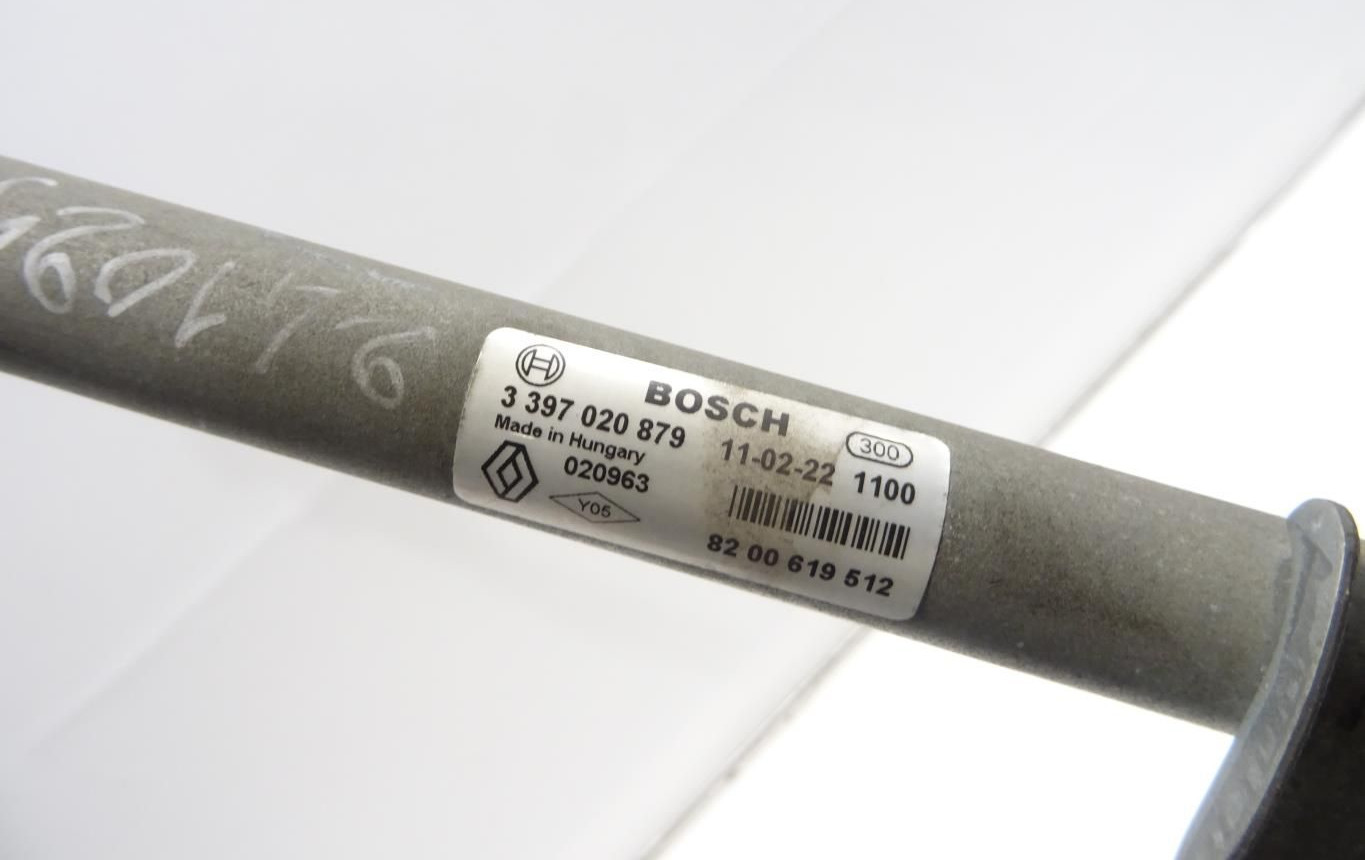 BOSCH
3 397 020 879
300
Made in Hungary
11-02-22 1100
020963
Y05
82 00 619 512